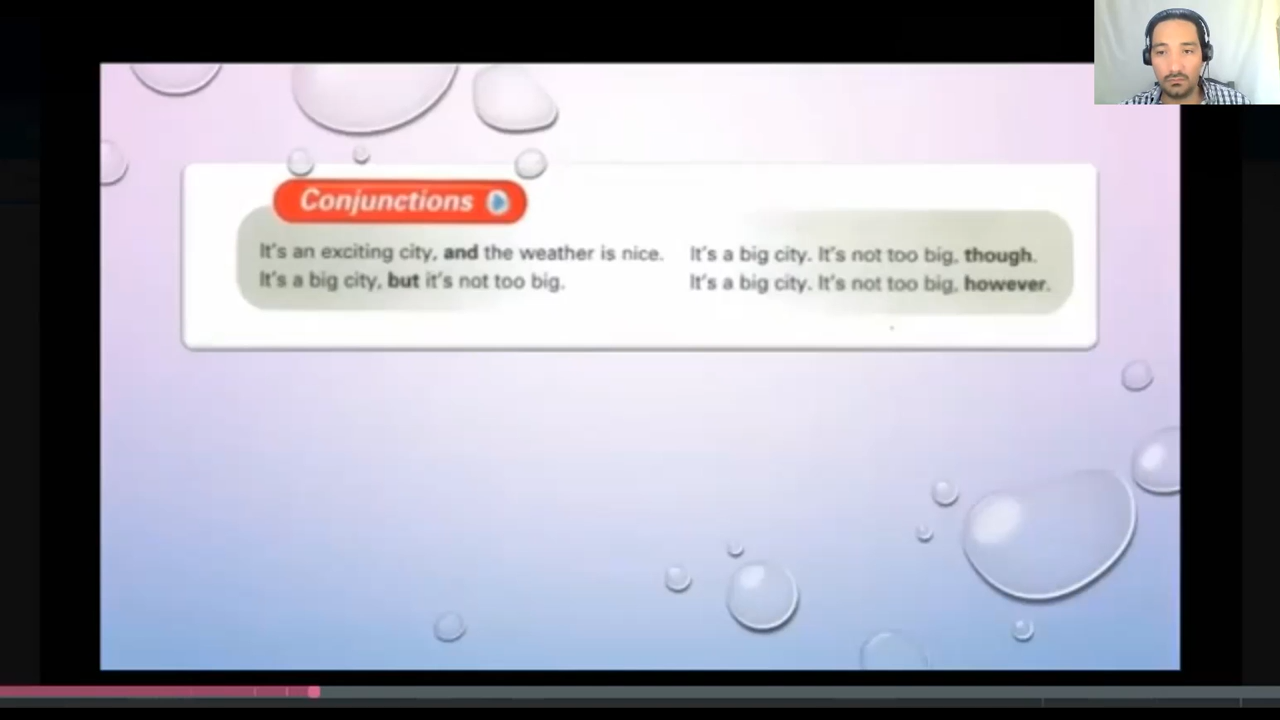 Conjunctions
It's an exciting city, and the weather is nice.
It's a big city, but it's not too big.
It's a big city. It's not too big, though.
It's a big city. It's not too big, however.